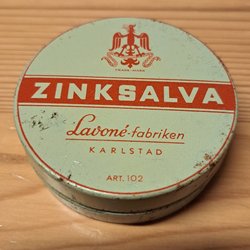 TRADE-MARK
ZINKSALVA
Lavoné-fabriken
KARLSTAD
ART. 102